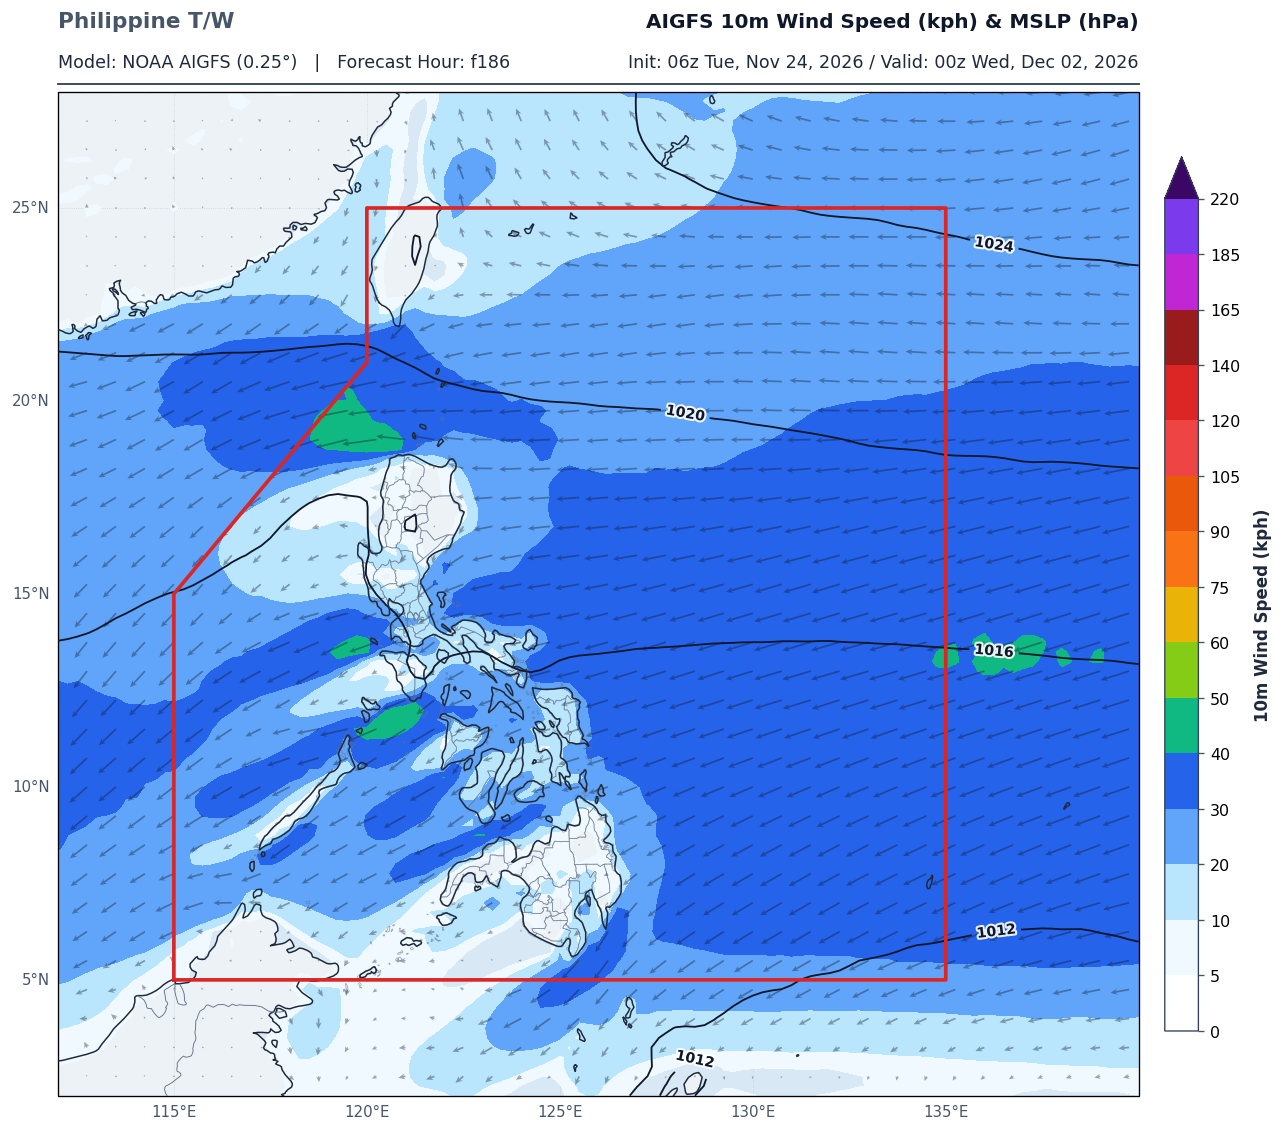 Philippine T/W
AIGFS 10m Wind Speed (kph) & MSLP (hPa)
Model: NOAA AIGFS (0.25°)   |   Forecast Hour: f186
Init: 06z Tue, Nov 24, 2026 / Valid: 00z Wed, Dec 02, 2026
25°N
20°N
15°N
10°N
5°N
115°E
120°E
125°E
130°E
135°E
1024
1020
1016
1012
1012
220
185
165
140
120
105
90
75
60
50
40
30
20
10
5
0
10m Wind Speed (kph)